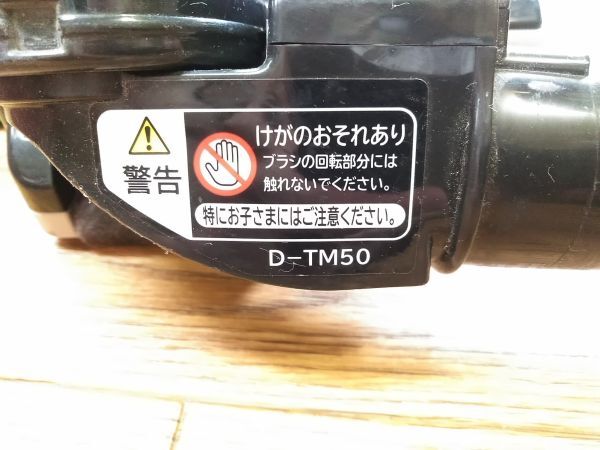 警告
けがのおそれあり
ブラシの回転部分には
触れないでください。
特にお子さまにはご注意ください。
D-TM50